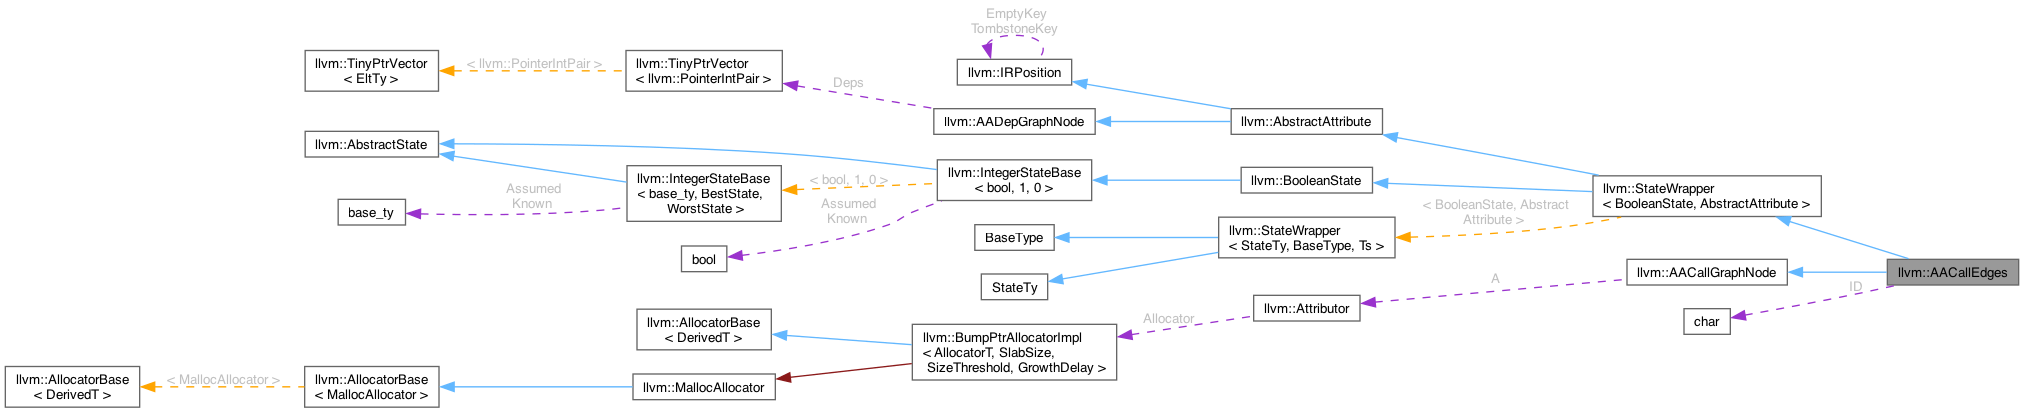 EmptyKey
TombstoneKey
llvm::TinyPtrVector
< EltTy >
< llvm::PointerIntPair >
llvm::TinyPtrVector
< llvm::PointerIntPair >
llvm::IRPosition
Deps
llvm::AADepGraphNode
llvm::AbstractAttribute
llvm::AbstractState
llvm::IntegerStateBase
< base_ty, BestState,
WorstState >
< bool, 1, 0 >
llvm::IntegerStateBase
< bool, 1, 0 >
llvm::BooleanState
llvm::StateWrapper
< BooleanState, AbstractAttribute >
Assumed
Known
base_ty
Assumed
Known
bool
< BooleanState, Abstract
Attribute >
BaseType
llvm::StateWrapper
< StateTy, BaseType, Ts >
StateTy
A
llvm::AACallGraphNode
llvm::AACallEdges
ID
char
llvm::Attributor
Allocator
llvm::AllocatorBase
< DerivedT >
llvm::BumpPtrAllocatorImpl
< AllocatorT, SlabSize,
SizeThreshold, GrowthDelay >
llvm::AllocatorBase
< DerivedT >
< MallocAllocator >
llvm::AllocatorBase
< MallocAllocator >
llvm::MallocAllocator